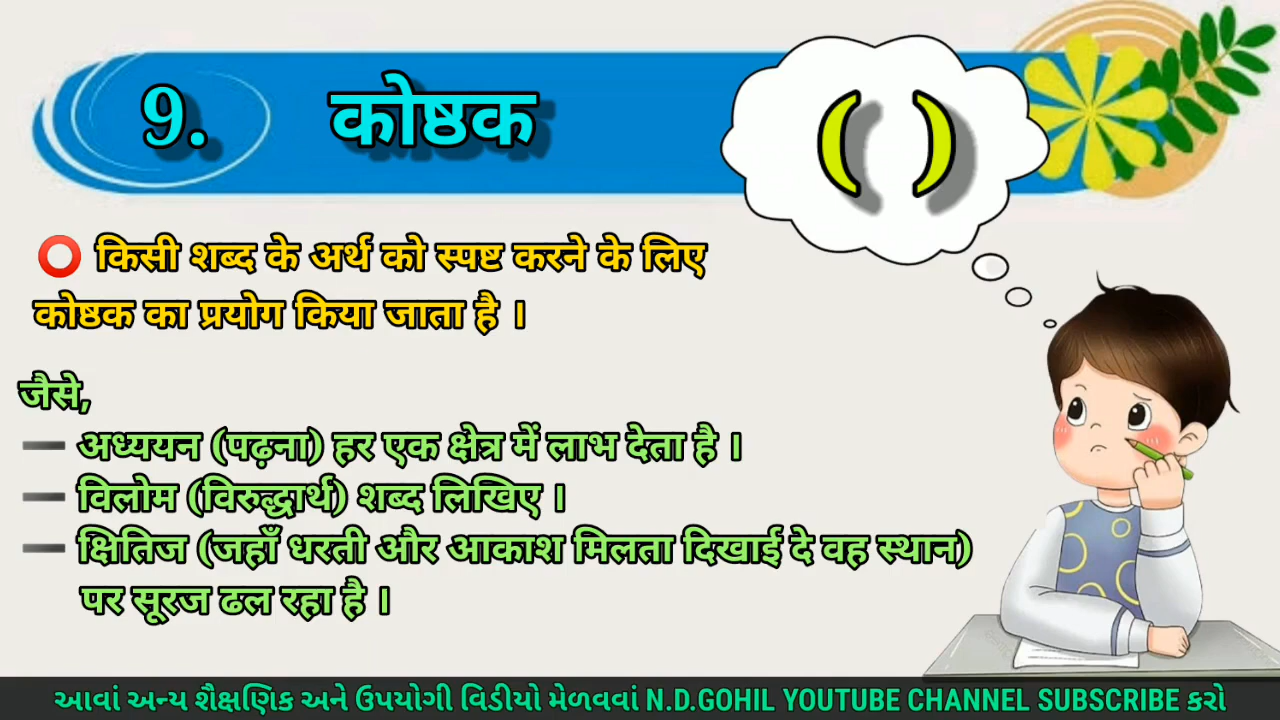 9. कोष्ठक
( )
⭕ किसी शब्द के अर्थ को स्पष्ट करने के लिए
कोष्ठक का प्रयोग किया जाता है ।
जैसे,
➖ अध्ययन (पढ़ना) हर एक क्षेत्र में लाभ देता है ।
➖ विलोम (विरुद्धार्थ) शब्द लिखिए ।
➖ क्षितिज (जहाँ धरती और आकाश मिलता दिखाई दे वह स्थान)
पर सूरज ढल रहा है ।
આવાં અન્ય શૈક્ષણિક અને ઉપયોગી વિડીયો મેળવવાં N.D.GOHIL YOUTUBE CHANNEL SUBSCRIBE કરો